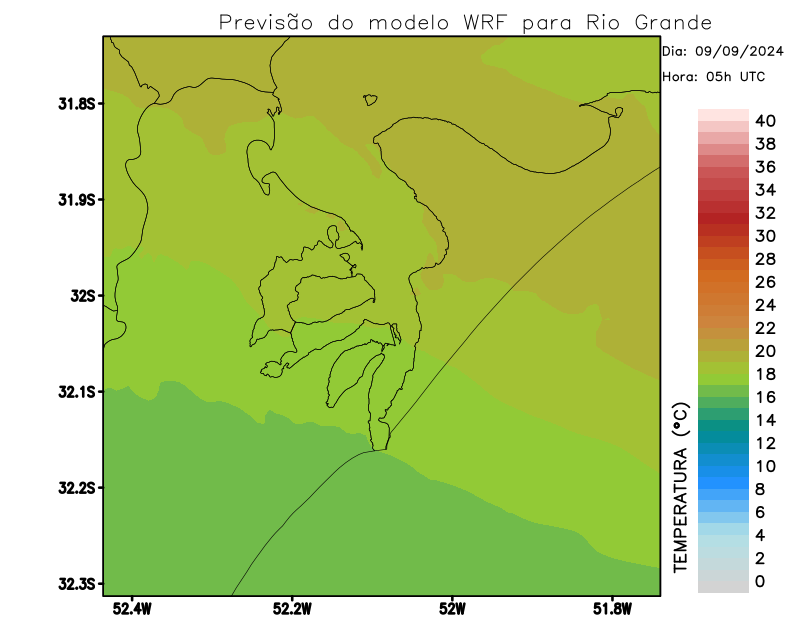 Previsão do modelo WRF para Rio Grande
Dia: 09/09/2024
Hora: 05h UTC
31.8S
31.9S
32S
32.1S
32.2S
32.3S
52.4W
52.2W
52W
51.8W
TEMPERATURA (°C)
40
38
36
34
32
30
28
26
24
22
20
18
16
14
12
10
8
6
4
2
0